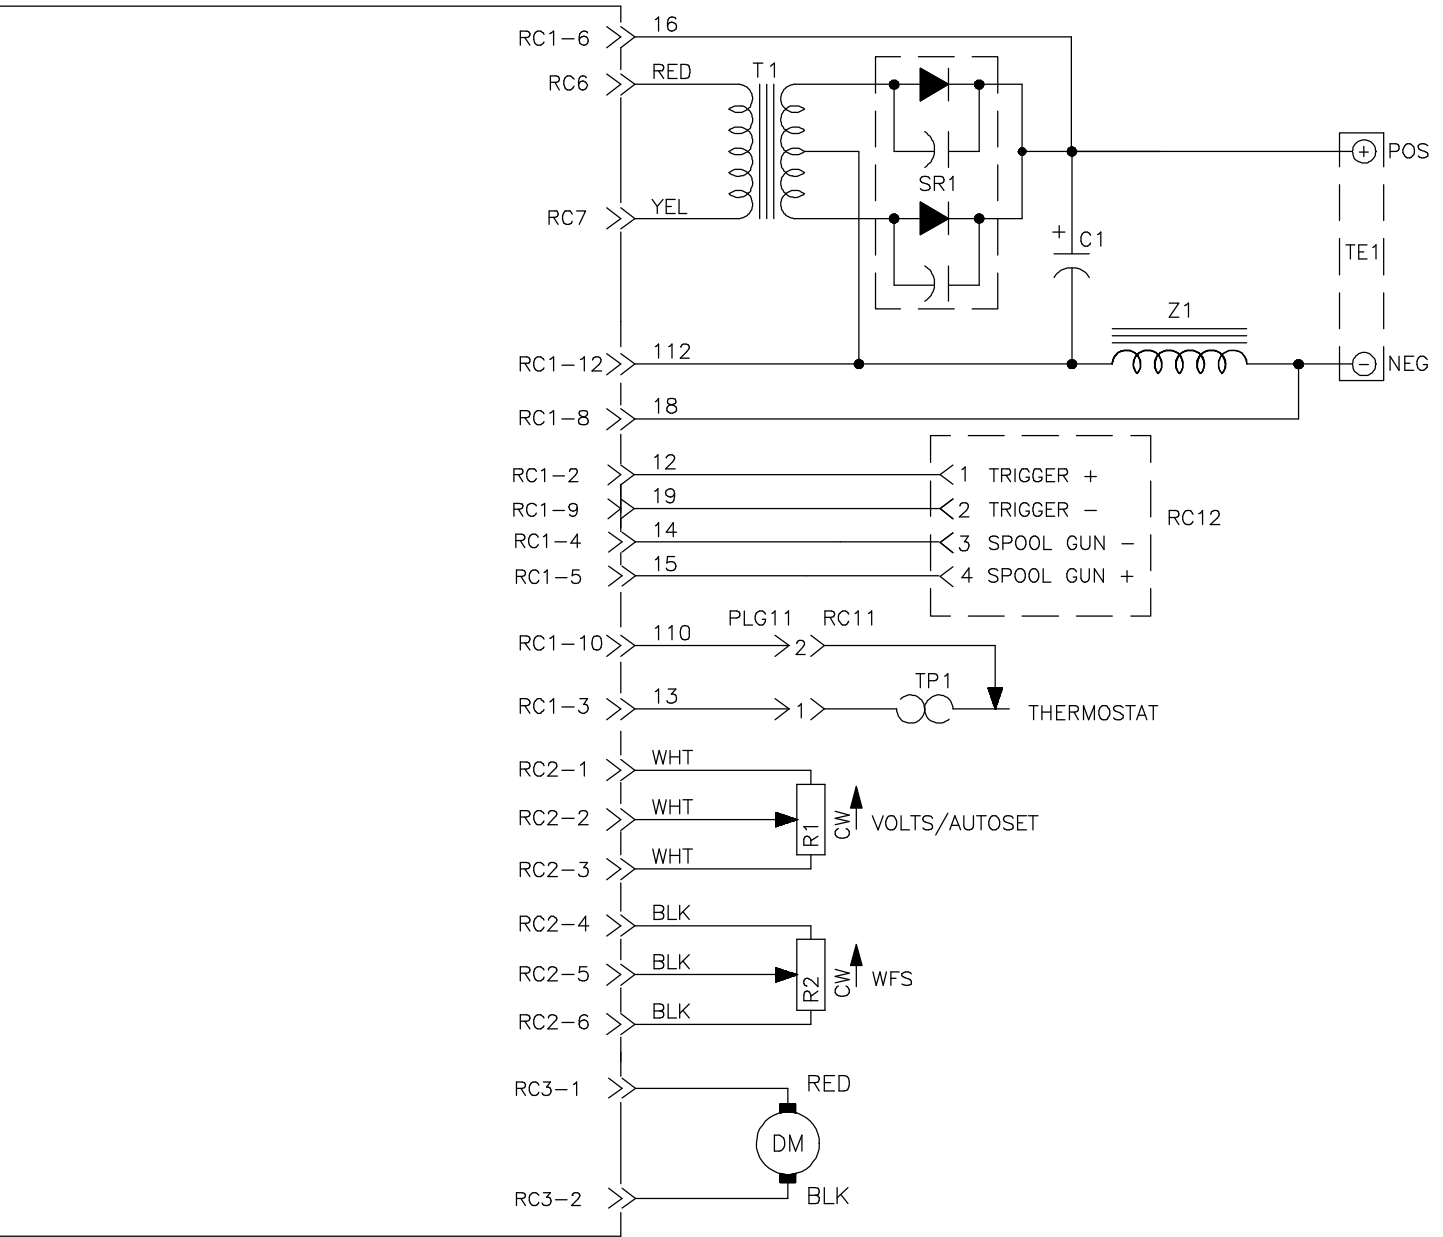 RC1-6 16
RC6 RED T1
SR1
+ POS
RC7 YEL
+ C1
TE1
Z1
RC1-12 112
- NEG
RC1-8 18
RC1-2 12 1 TRIGGER +
RC1-9 19 2 TRIGGER -
RC12
RC1-4 14 3 SPOOL GUN -
RC1-5 15 4 SPOOL GUN +
PLG11 RC11
RC1-10 110 2
TP1
RC1-3 13 1 THERMOSTAT
RC2-1 WHT
RC2-2 WHT R1 CW VOLTS/AUTOSET
RC2-3 WHT
RC2-4 BLK
RC2-5 BLK R2 CW WFS
RC2-6 BLK
RC3-1 RED
DM
RC3-2 BLK